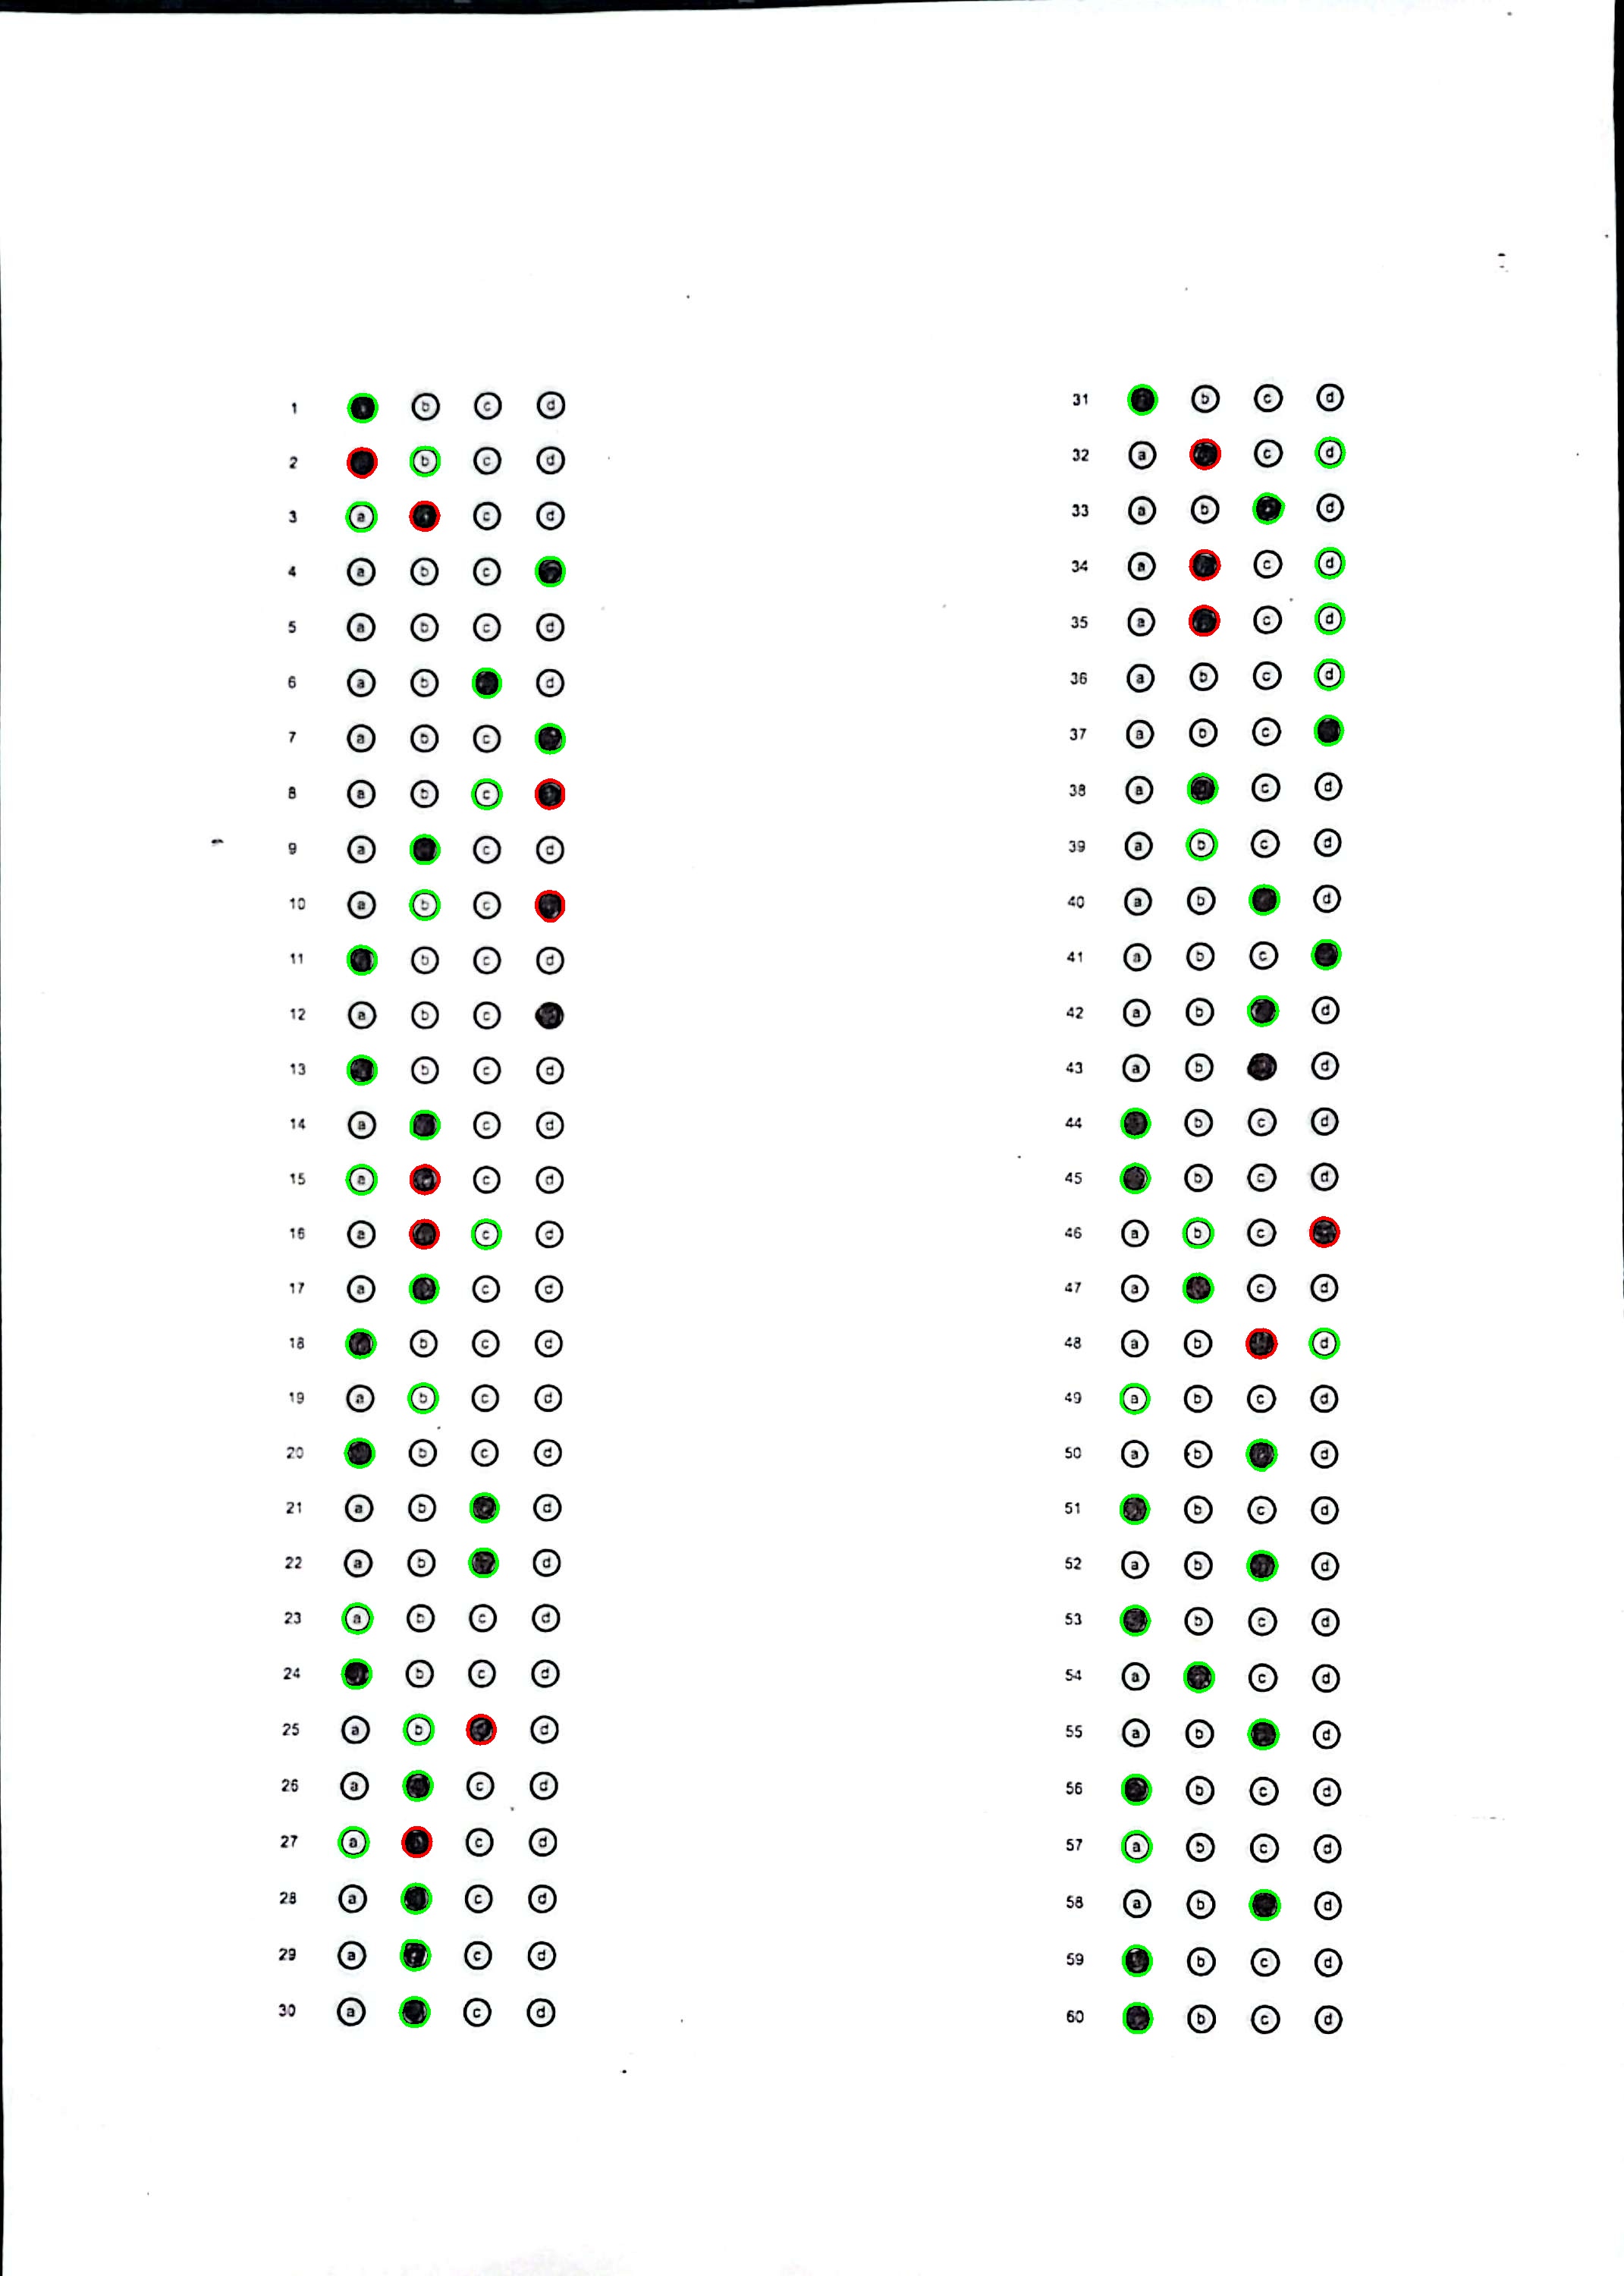 1 b c d
2 b c d
3 a c d
4 a b c
5 a b c d
6 a b d
7 a b c
8 a b c
9 a c d
10 a b c
11 b c d
12 a b c
13 b c d
14 a c d
15 a c d
16 a c d
17 a c d
18 b c d
19 a b c d
20 b c d
21 a b d
22 a b d
23 a b c d
24 b c d
25 a b d
26 a c d
27 a c d
28 a c d
29 a c d
30 a c d
31 b c d
32 a c d
33 a b d
34 a c d
35 a c d
36 a b c d
37 a b c
38 a c d
39 a b c d
40 a b d
41 a b c
42 a b d
43 a b d
44 b c d
45 b c d
46 a b c
47 a c d
48 a b d
49 a b c d
50 a b d
51 b c d
52 a b d
53 b c d
54 a c d
55 a b d
56 b c d
57 a b c d
58 a b d
59 b c d
60 b c d